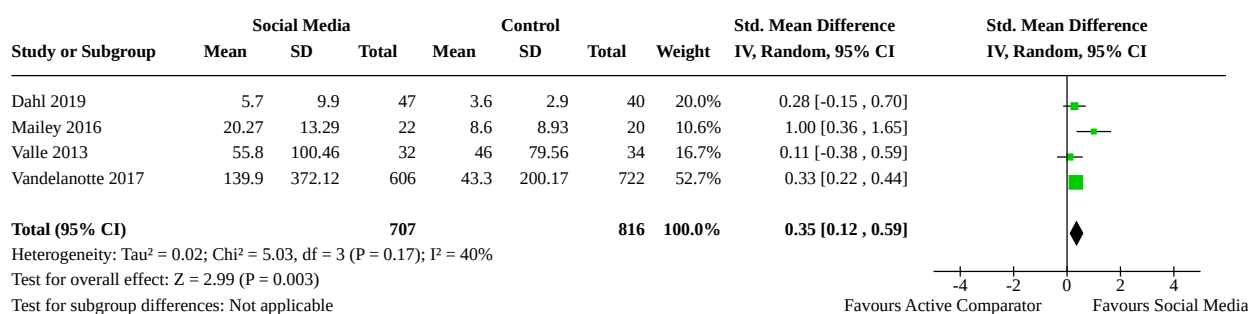 Social Media Control Std. Mean Difference Std. Mean Difference
Study or Subgroup Mean SD Total Mean SD Total Weight IV, Random, 95% CI IV, Random, 95% CI
Dahl 2019 5.7 9.9 47 3.6 2.9 40 20.0% 0.28 [-0.15 , 0.70]
Mailey 2016 20.27 13.29 22 8.6 8.93 20 10.6% 1.00 [0.36 , 1.65]
Valle 2013 55.8 100.46 32 46 79.56 34 16.7% 0.11 [-0.38 , 0.59]
Vandelanotte 2017 139.9 372.12 606 43.3 200.17 722 52.7% 0.33 [0.22 , 0.44]
Total (95% CI) 707 816 100.0% 0.35 [0.12 , 0.59]
Heterogeneity: Tau² = 0.02; Chi² = 5.03, df = 3 (P = 0.17); I² = 40%
Test for overall effect: Z = 2.99 (P = 0.003)
-4 -2 0 2 4
Test for subgroup differences: Not applicable
Favours Active Comparator Favours Social Media